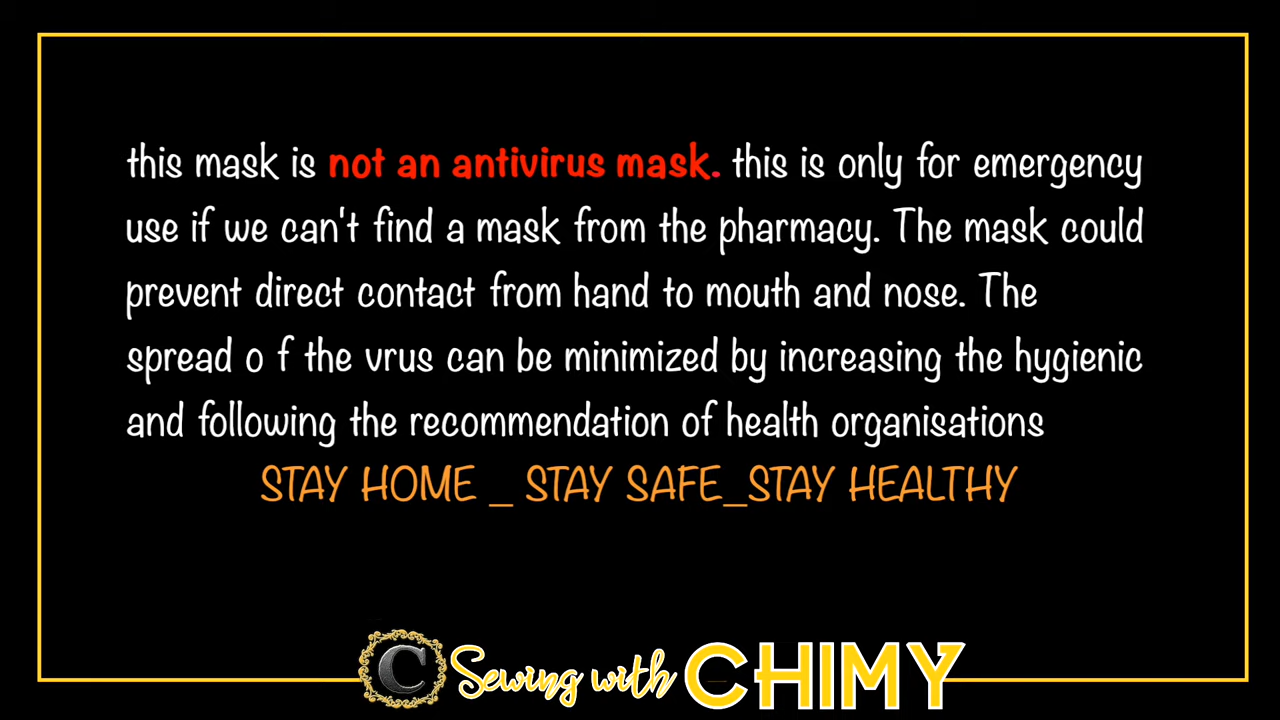 this mask is not an antivirus mask. this is only for emergency
use if we can't find a mask from the pharmacy. The mask could
prevent direct contact from hand to mouth and nose. The
spread o f the vrus can be minimized by increasing the hygienic
and following the recommendation of health organisations
STAY HOME _ STAY SAFE_STAY HEALTHY
C Sewing with CHIMY